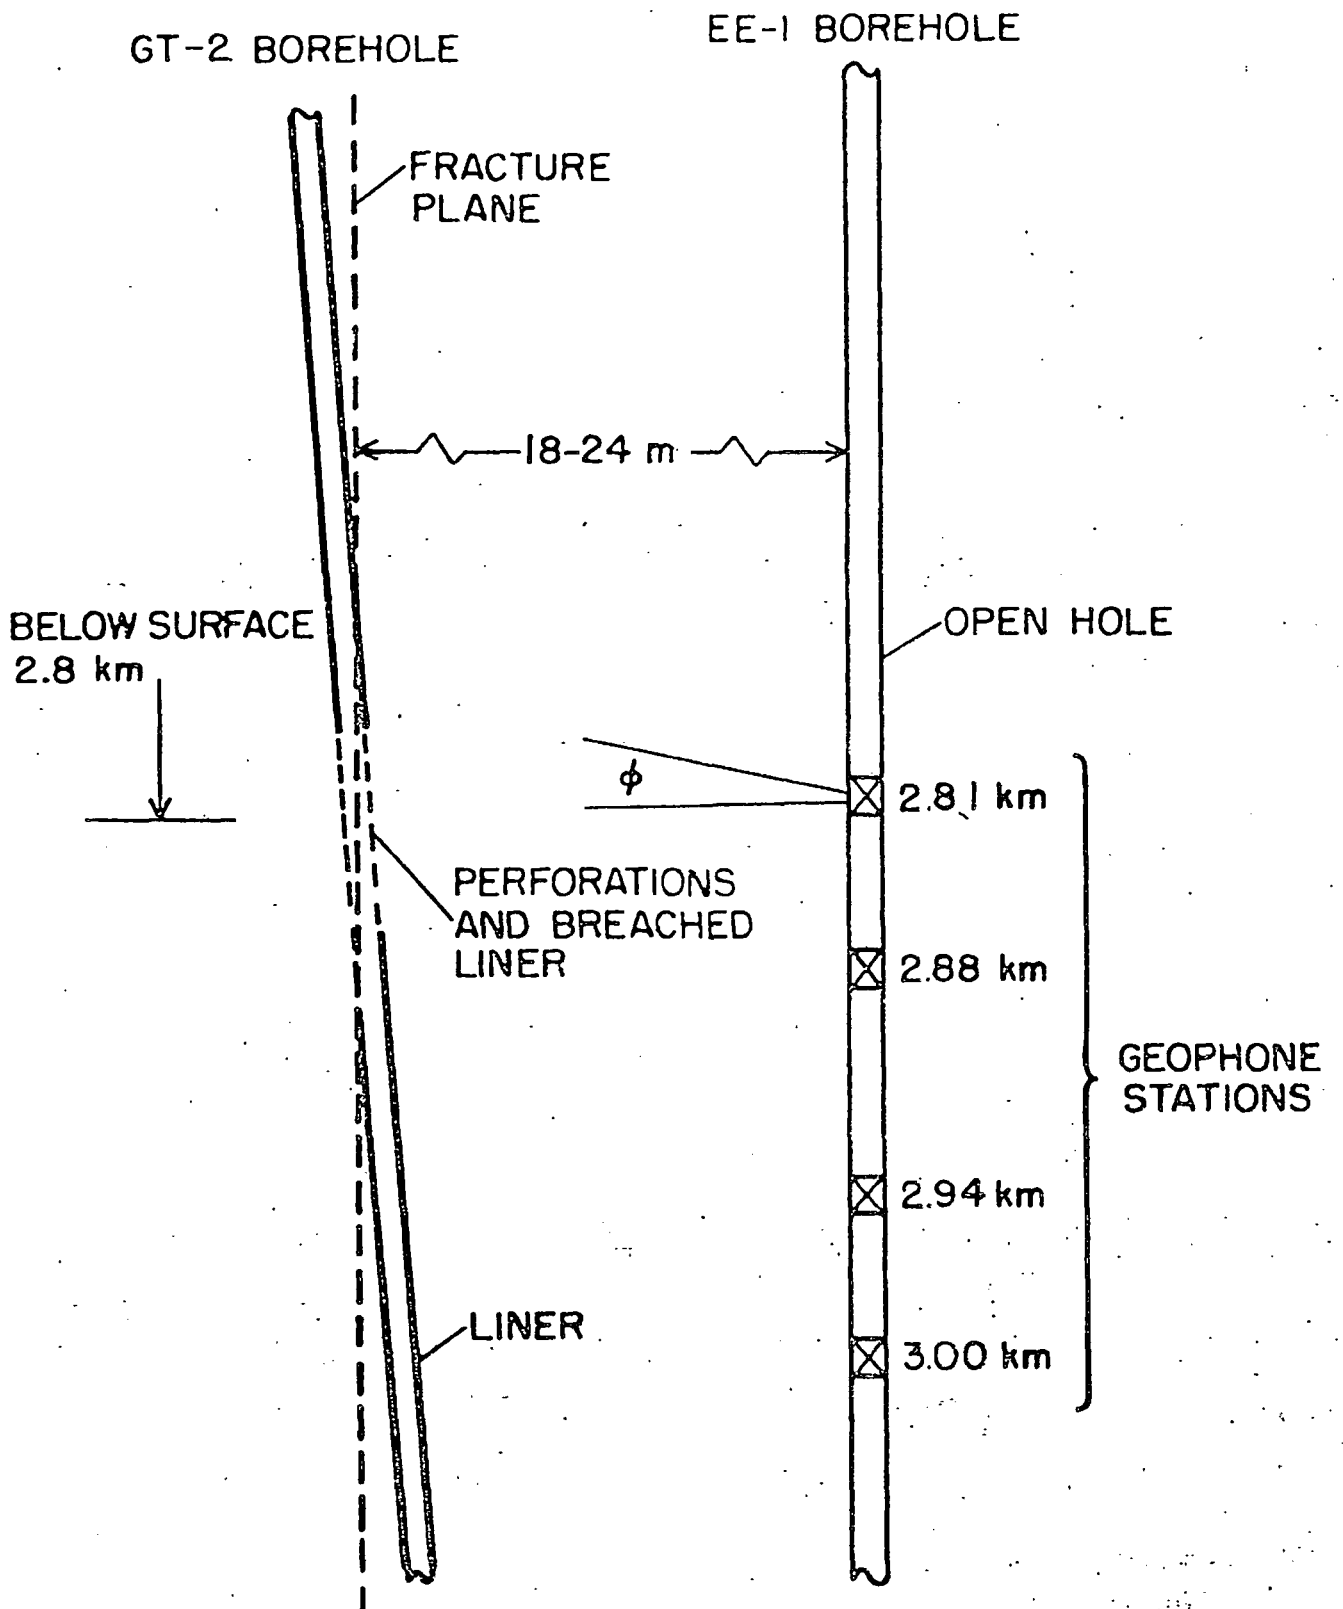 GT-2 BOREHOLE
EE-1 BOREHOLE
FRACTURE
PLANE
18-24 m
BELOW SURFACE
2.8 km
OPEN HOLE
ϕ
2.81 km
PERFORATIONS
AND BREACHED
LINER
2.88 km
GEOPHONE
STATIONS
2.94 km
LINER
3.00 km